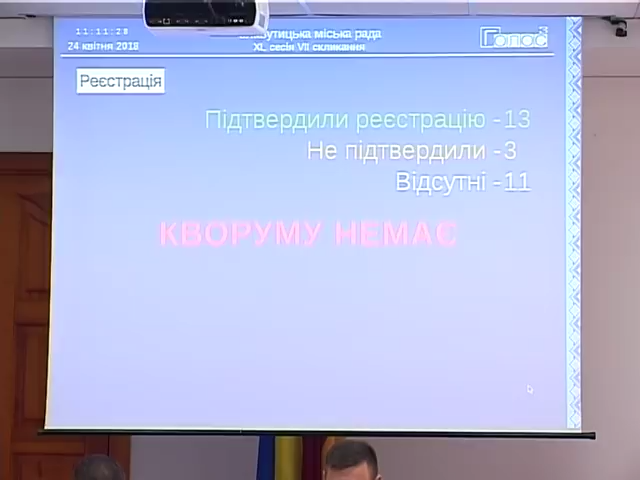 11:11:28
міська рада
24 квітня 2018
XL сесія VII скликання
Голос
Реєстрація
Підтвердили реєстрацію - 13
Не підтвердили - 3
Відсутні - 11
КВОРУМУ НЕМАЄ